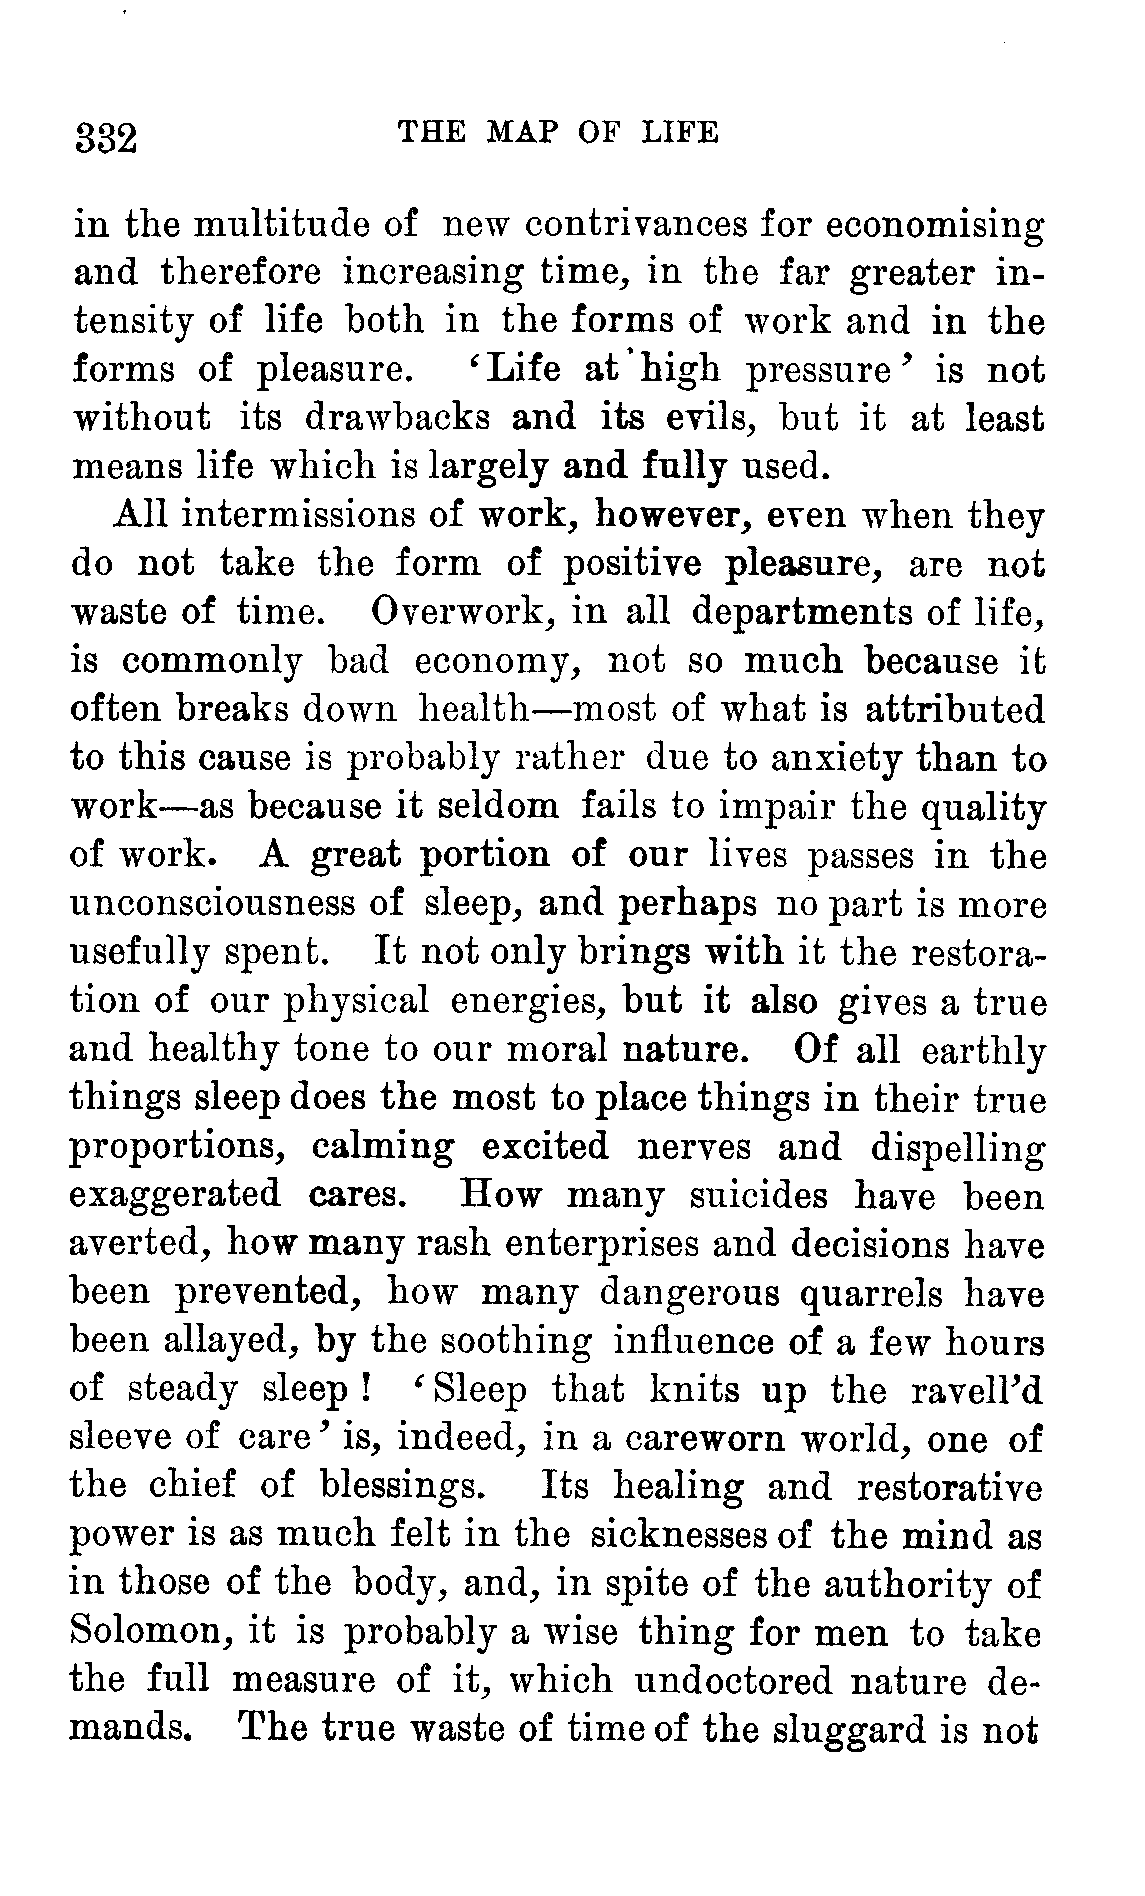 332 THE MAP OF LIFE
in the multitude of new contrivances for economising
and therefore increasing time, in the far greater in-
tensity of life both in the forms of work and in the
forms of pleasure. ‘Life at high pressure’ is not
without its drawbacks and its evils, but it at least
means life which is largely and fully used.
All intermissions of work, however, even when they
do not take the form of positive pleasure, are not
waste of time. Overwork, in all departments of life,
is commonly bad economy, not so much because it
often breaks down health—most of what is attributed
to this cause is probably rather due to anxiety than to
work—as because it seldom fails to impair the quality
of work. A great portion of our lives passes in the
unconsciousness of sleep, and perhaps no part is more
usefully spent. It not only brings with it the restora-
tion of our physical energies, but it also gives a true
and healthy tone to our moral nature. Of all earthly
things sleep does the most to place things in their true
proportions, calming excited nerves and dispelling
exaggerated cares. How many suicides have been
averted, how many rash enterprises and decisions have
been prevented, how many dangerous quarrels have
been allayed, by the soothing influence of a few hours
of steady sleep! ‘Sleep that knits up the ravell’d
sleeve of care’ is, indeed, in a careworn world, one of
the chief of blessings. Its healing and restorative
power is as much felt in the sicknesses of the mind as
in those of the body, and, in spite of the authority of
Solomon, it is probably a wise thing for men to take
the full measure of it, which undoctored nature de-
mands. The true waste of time of the sluggard is not